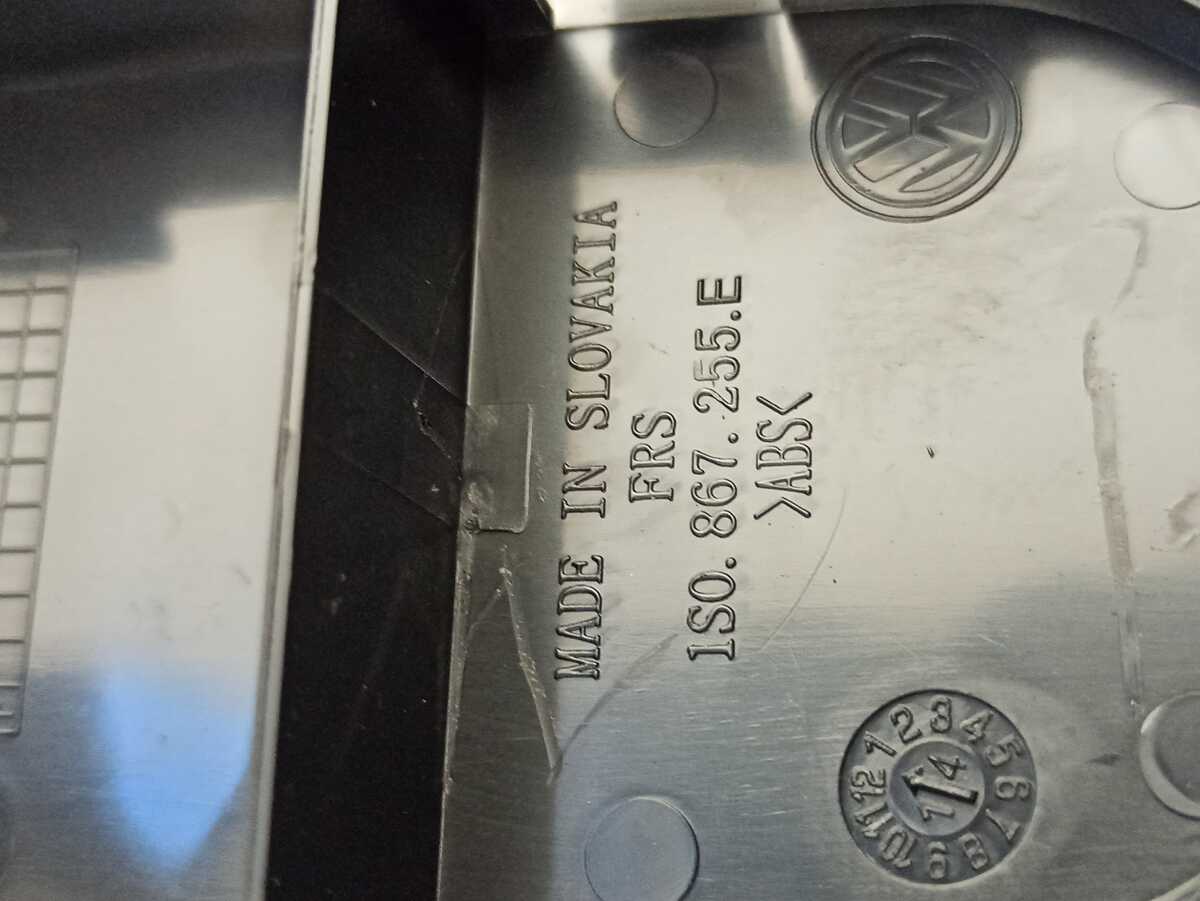 MADE IN SLOVAKIA
FRS
1S0.867.255.E
>ABS<
1 2 3 4 5 6 7 8 9 10 11 12
14